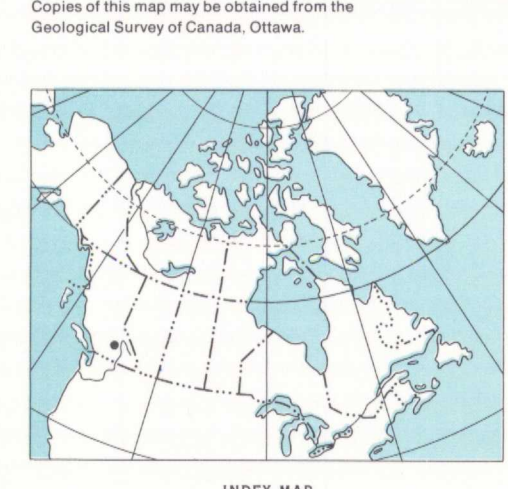 Copies of this map may be obtained from the
Geological Survey of Canada, Ottawa.
INDEX MAP